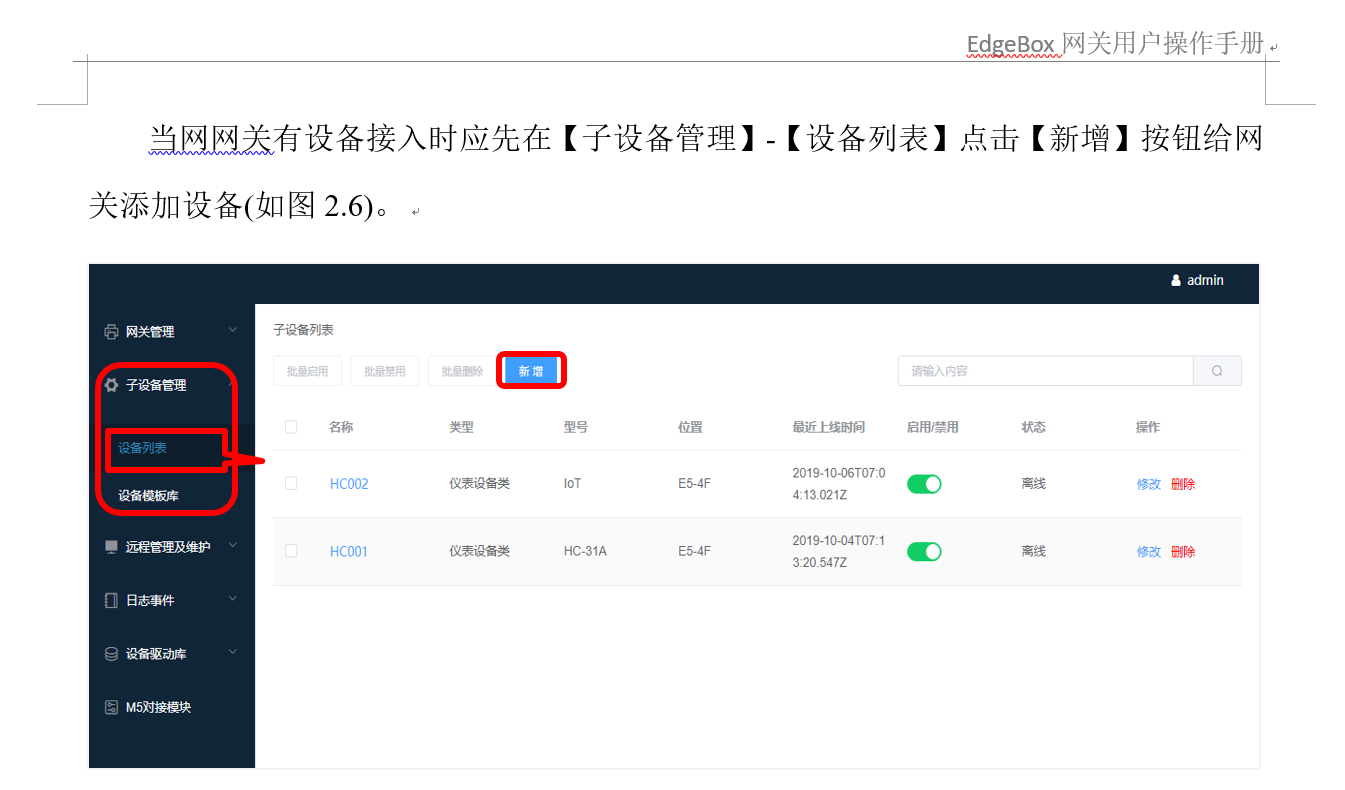 EdgeBox 网关用户操作手册
当网网关有设备接入时应先在【子设备管理】-【设备列表】点击【新增】按钮给网
关添加设备(如图 2.6)。
admin
网关管理
子设备管理
设备列表
设备模板库
远程管理及维护
日志事件
设备驱动库
M5对接模块
子设备列表
批量启用 批量禁用 批量删除 新增 请输入内容
名称 类型 型号 位置 最近上线时间 启用/禁用 状态 操作
HC002 仪表设备类 IoT E5-4F 2019-10-06T07:0 离线 修改 删除
4:13.021Z
HC001 仪表设备类 HC-31A E5-4F 2019-10-04T07:1 离线 修改 删除
3:20.547Z